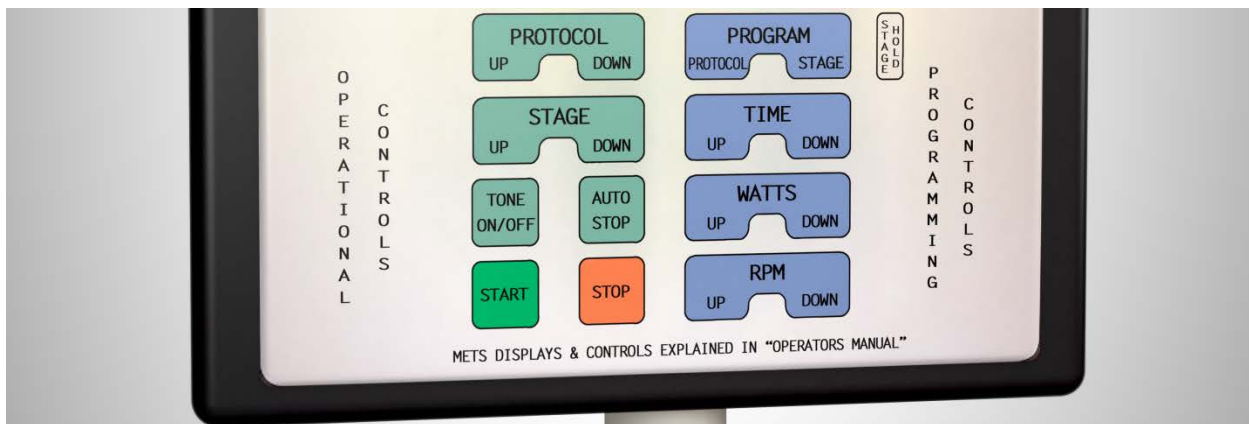 OPERATIONAL
CONTROLS
PROTOCOL
UP DOWN
STAGE
UP DOWN
TONE
ON/OFF
AUTO
STOP
START
STOP
PROGRAM
PROTOCOL STAGE
TIME
UP DOWN
WATTS
UP DOWN
RPM
UP DOWN
STAGE
HOLD
PROGRAMMING
CONTROLS
METS DISPLAYS & CONTROLS EXPLAINED IN “OPERATORS MANUAL”